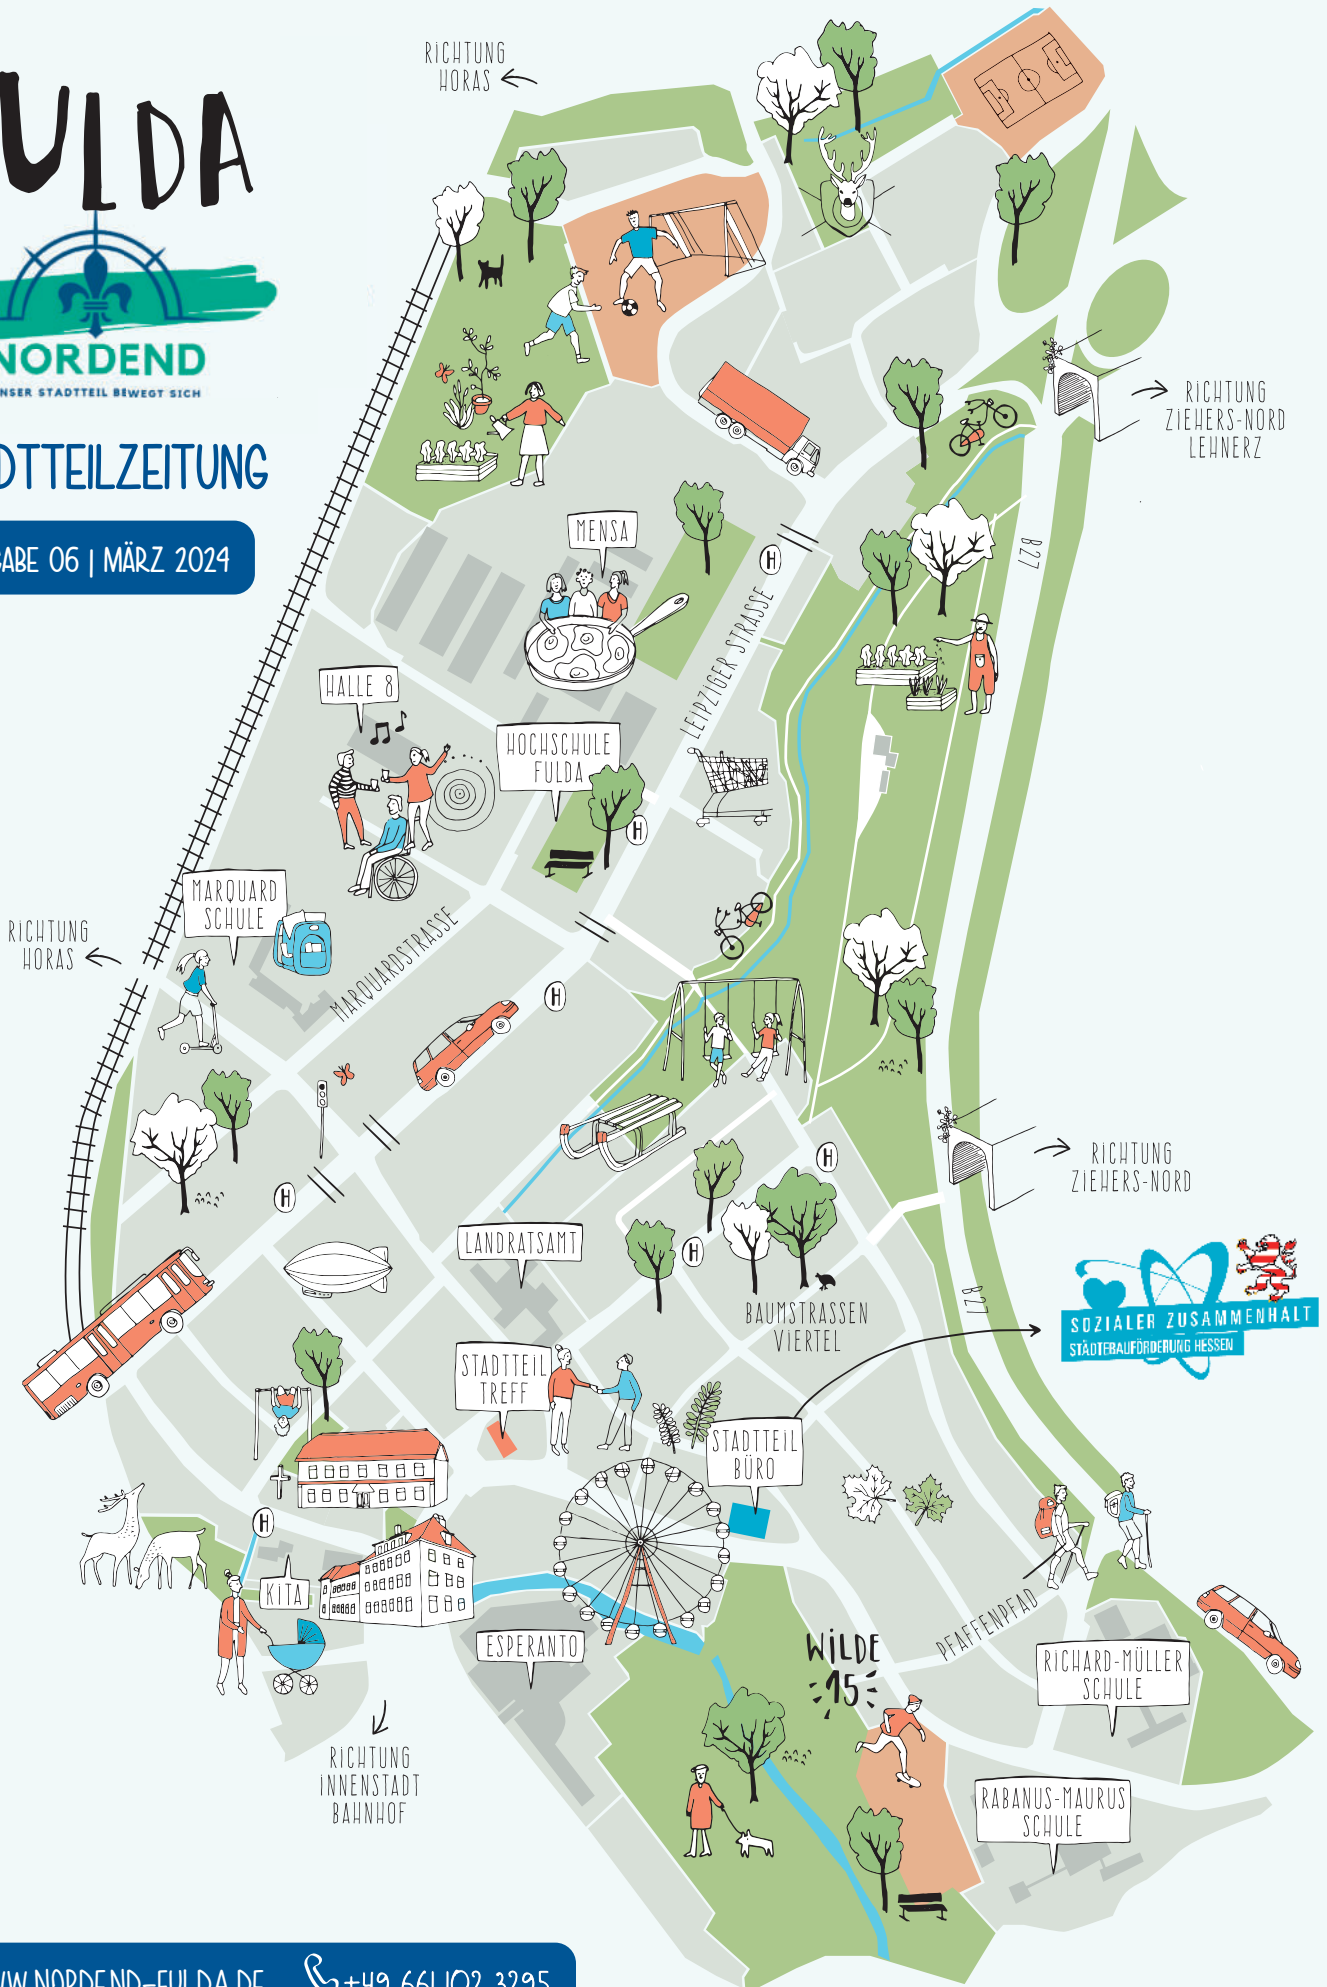 RICHTUNG
HORAS
ULDA
NORDEND
NSER STADTTEIL BEWEGT SICH
DTTEILZEITUNG
ABE 06 | MÄRZ 2024
RICHTUNG
ZIEHERS-NORD
LEHNERZ
B27
MENSA
H
LEIPZIGER STRASSE
HALLE 8
HOCHSCHULE
FULDA
H
MARQUARD
SCHULE
RICHTUNG
HORAS
MARQUARDSTRASSE
H
H
RICHTUNG
ZIEHERS-NORD
H
LANDRATSAMT
H
BAUMSTRASSEN
VIERTEL
B27
SOZIALER ZUSAMMENHALT
STÄDTEBAUFÖRDERUNG HESSEN
STADTTEIL
TREFF
STADTTEIL
BÜRO
H
KITA
ESPERANTO
WILDE
15
PFAFFENPFAD
RICHARD-MÜLLER
SCHULE
RICHTUNG
INNENSTADT
BAHNHOF
RABANUS-MAURUS
SCHULE
WW.NORDEND-FULDA.DE +49 661 102 3295